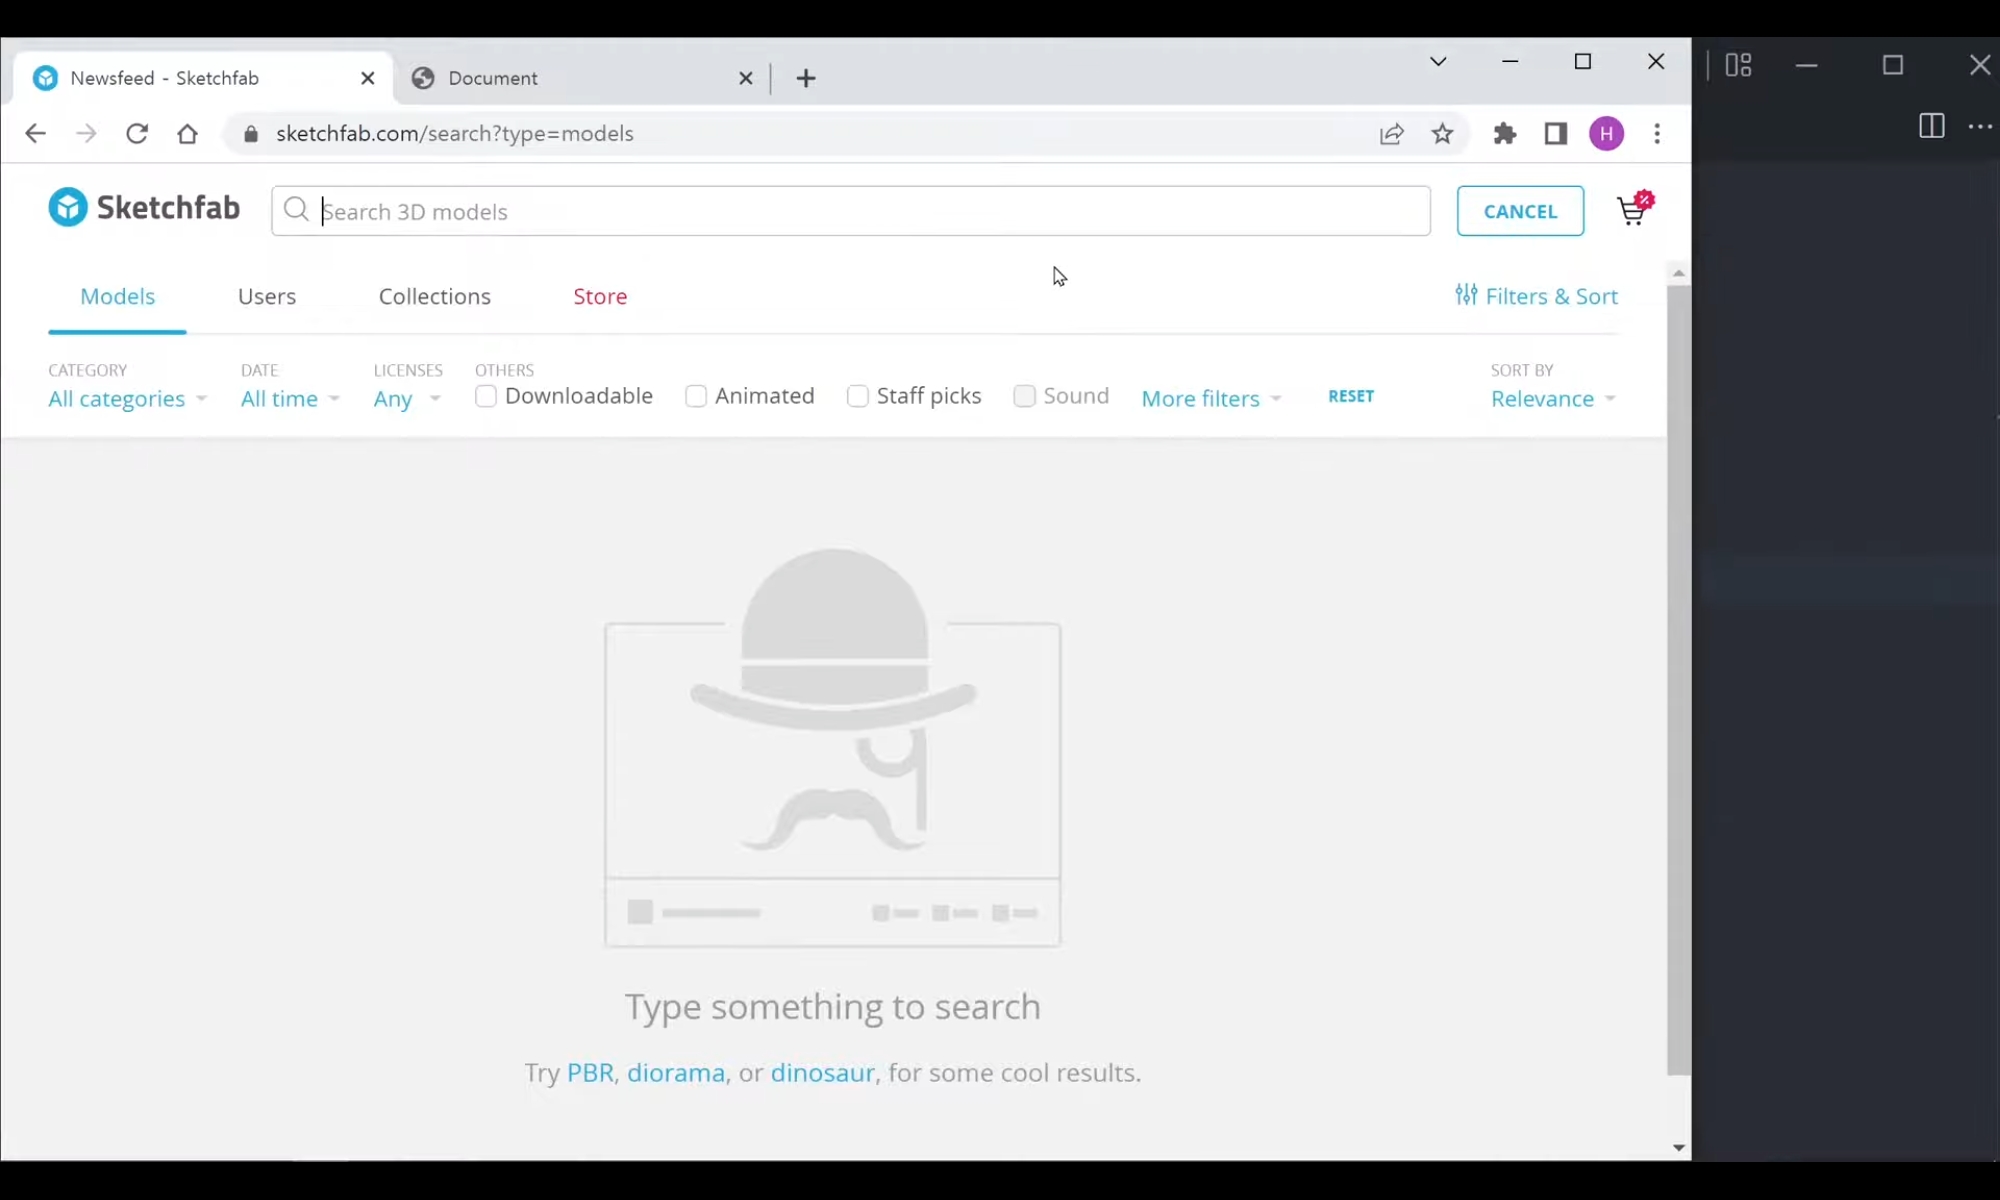 Newsfeed - Sketchfab
Document
sketchfab.com/search?type=models
H
Sketchfab
Search 3D models
CANCEL
%
Models Users Collections Store
Filters & Sort
CATEGORY DATE LICENSES OTHERS SORT BY
All categories All time Any Downloadable Animated Staff picks Sound More filters RESET Relevance
Type something to search
Try PBR, diorama, or dinosaur, for some cool results.